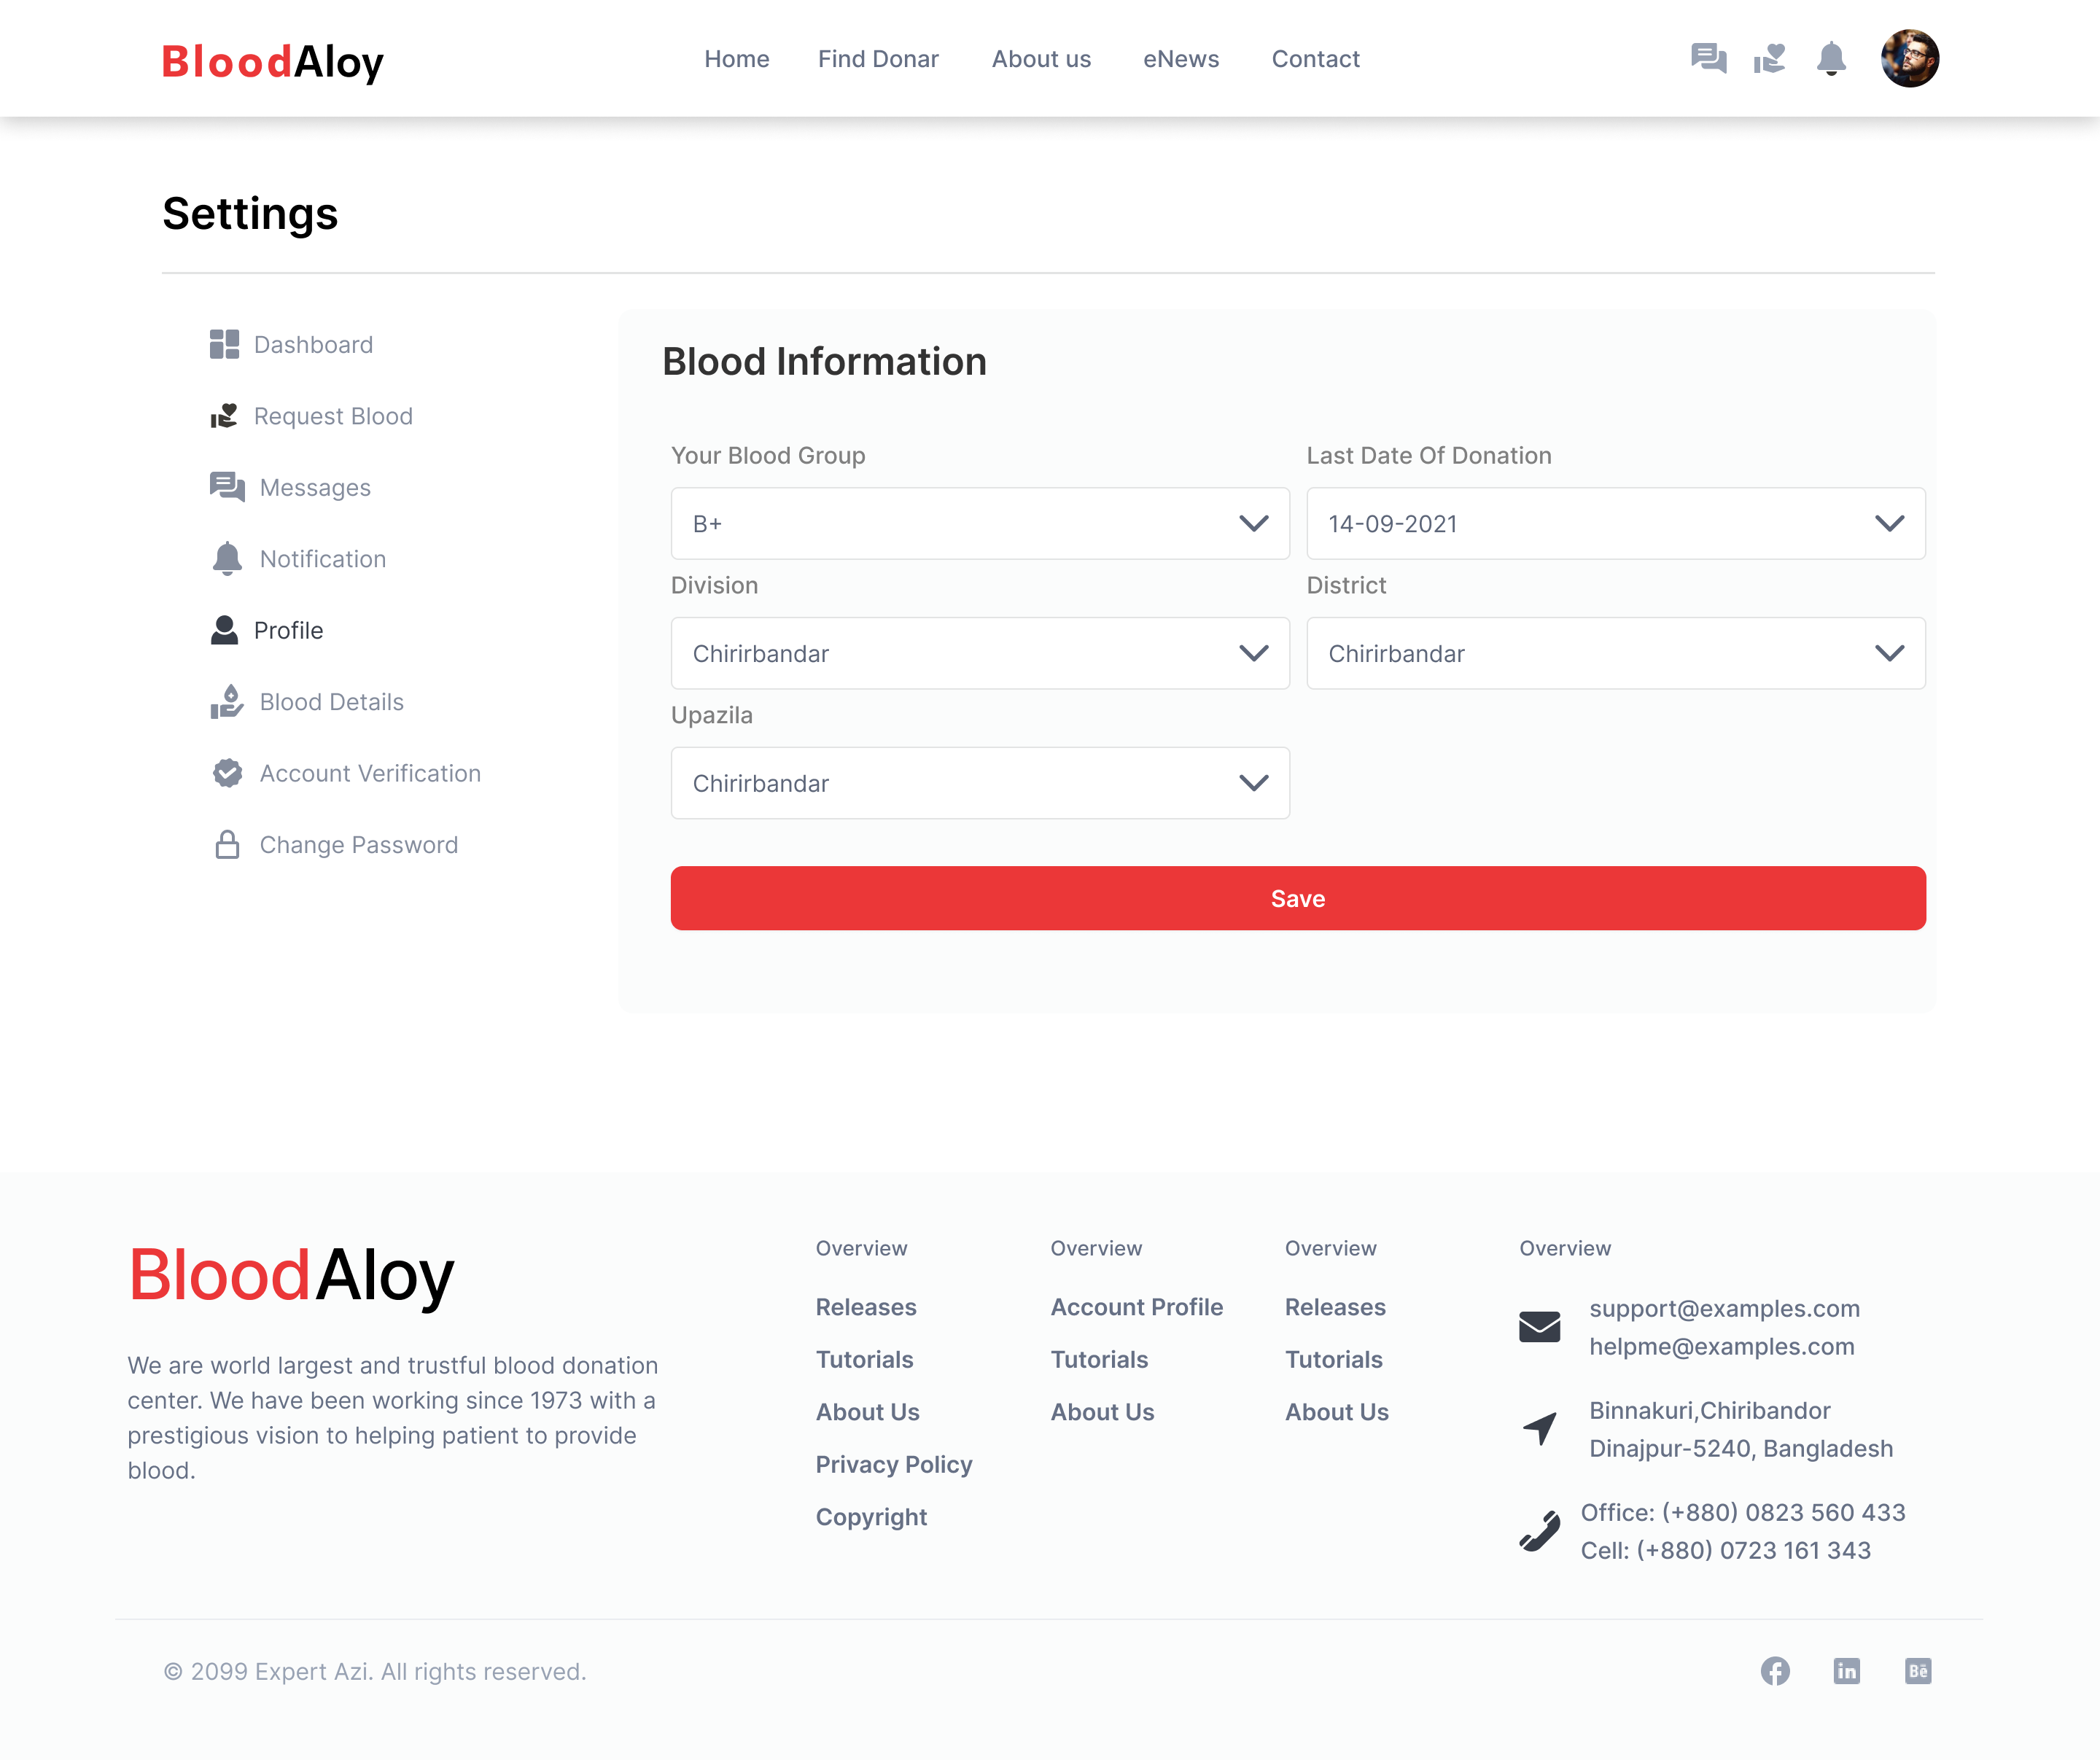 BloodAloy
Home Find Donar About us eNews Contact
Settings
Dashboard
Request Blood
Messages
Notification
Profile
Blood Details
Account Verification
Change Password
Blood Information
Your Blood Group Last Date Of Donation
B+ 14-09-2021
Division District
Chirirbandar Chirirbandar
Upazila
Chirirbandar
Save
BloodAloy
We are world largest and trustful blood donation
center. We have been working since 1973 with a
prestigious vision to helping patient to provide
blood.
Overview
Releases
Tutorials
About Us
Privacy Policy
Copyright
Overview
Account Profile
Tutorials
About Us
Overview
Releases
Tutorials
About Us
Overview
support@examples.com
helpme@examples.com
Binnakuri,Chiribandor
Dinajpur-5240, Bangladesh
Office: (+880) 0823 560 433
Cell: (+880) 0723 161 343
© 2099 Expert Azi. All rights reserved.
in
Bē